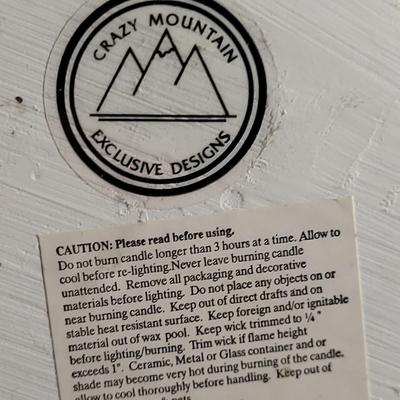 CRAZY MOUNTAIN
EXCLUSIVE DESIGNS
CAUTION: Please read before using.
Do not burn candle longer than 3 hours at a time. Allow to
cool before re-lighting.Never leave burning candle
unattended. Remove all packaging and decorative
materials before lighting. Do not place any objects on or
near burning candle. Keep out of direct drafts and on
stable heat resistant surface. Keep foreign and/or ignitable
material out of wax pool. Keep wick trimmed to ¼"
before lighting/burning. Trim wick if flame height
exceeds 1". Ceramic, Metal or Glass container and or
shade may become very hot during burning of the candle.
allow to cool thoroughly before handling. Keep out of
pets